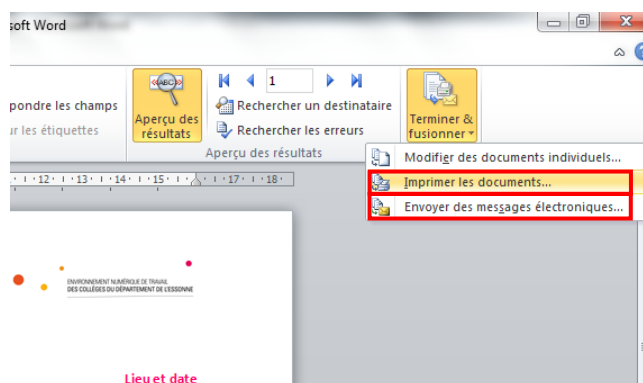 soft Word
1
pondre les champs
Rechercher un destinataire
ABC
Aperçu des
résultats
ur les étiquettes
Rechercher les erreurs
Terminer &
fusionner
Aperçu des résultats
Modifier des documents individuels...
Imprimer les documents...
Envoyer des messages électroniques...
12 · 13 · 14 · 15 · 17 · 18
ENVIRONNEMENT NUMÉRIQUE DE TRAVAIL
DES COLLÈGES DU DÉPARTEMENT DE L'ESSONNE
Lieu et date